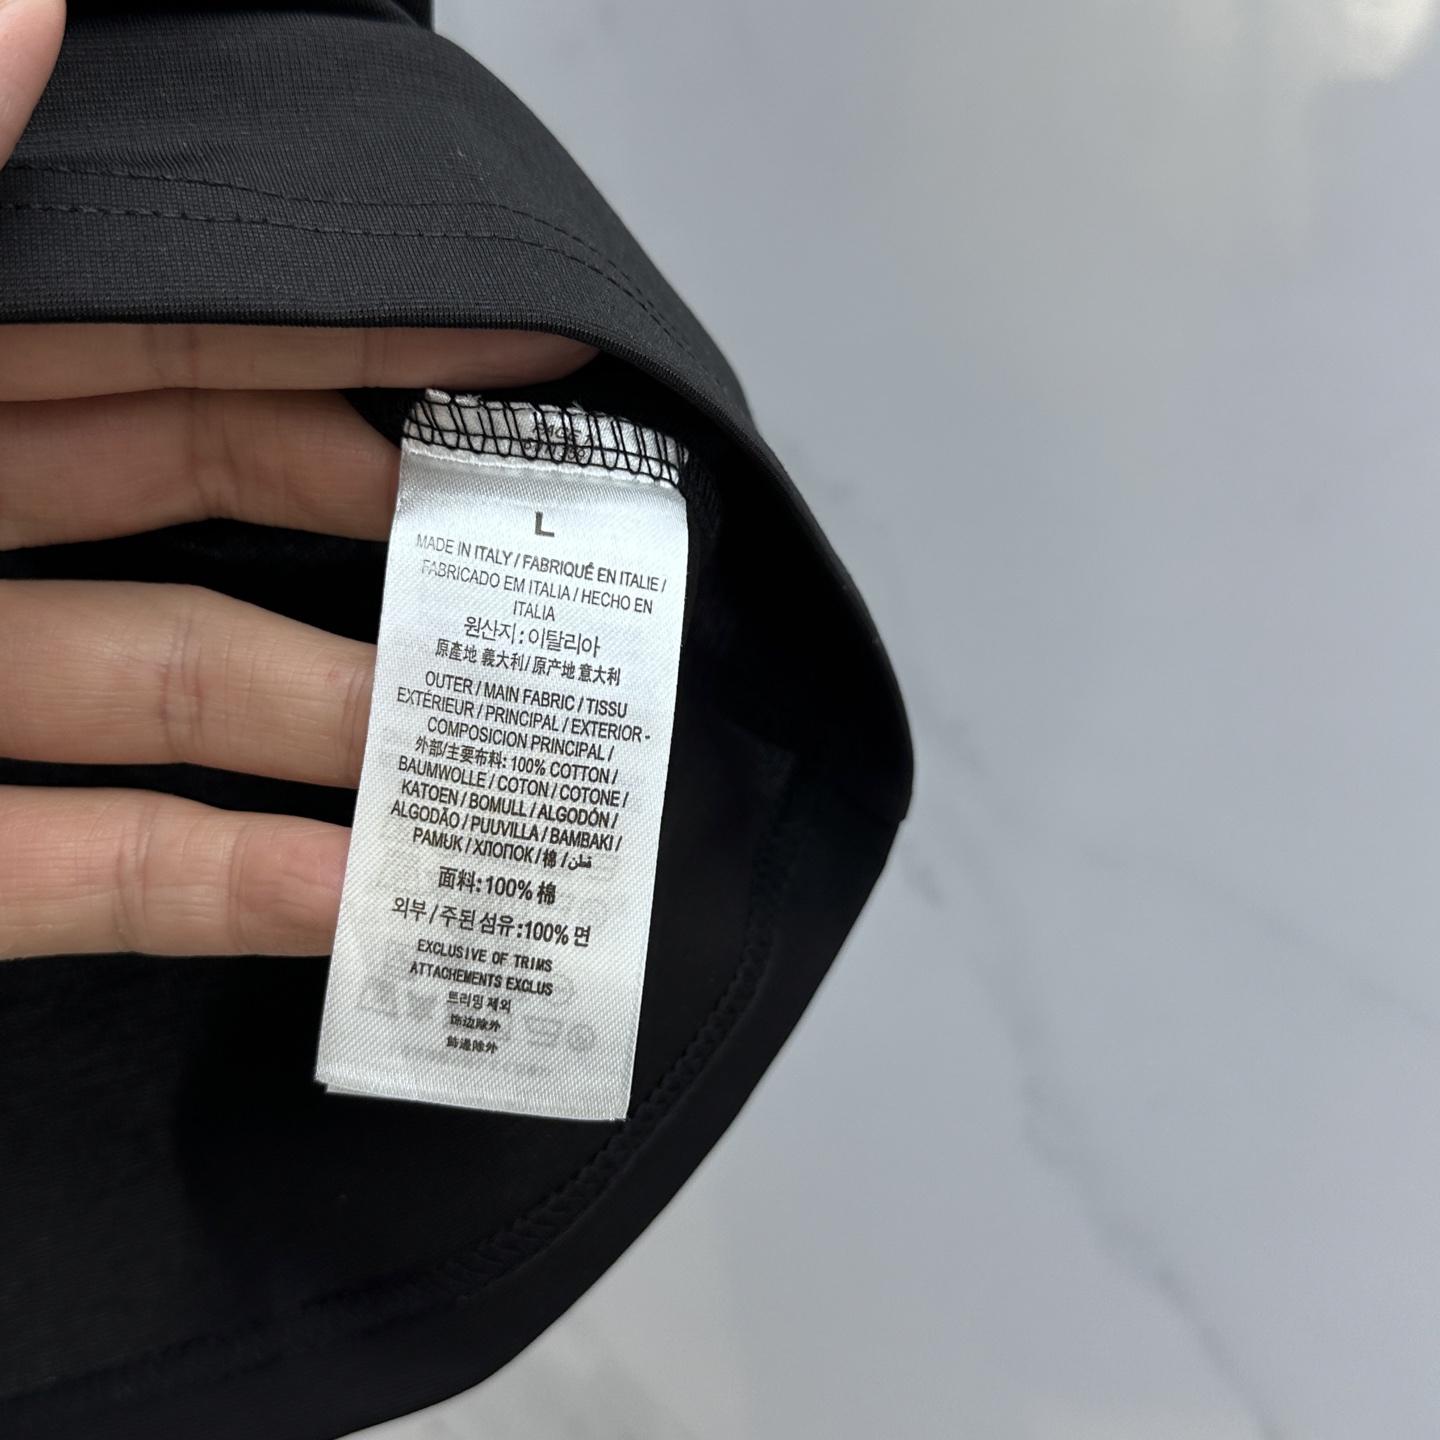 L
MADE IN ITALY / FABRIQUÉ EN ITALIE /
FABRICADO EM ITALIA / HECHO EN
ITALIA
원산지 : 이탈리아
原產地 義大利 / 原产地 意大利
OUTER / MAIN FABRIC / TISSU
EXTÉRIEUR / PRINCIPAL / EXTERIOR -
COMPOSICION PRINCIPAL /
外部/主要布料: 100% COTTON /
BAUMWOLLE / COTON / COTONE /
KATOEN / BOMULL / ALGODÓN /
ALGODÃO / PUUVILLA / BAMBAKI /
PAMUK / ХЛОПОК / 棉 / قطن
面料:100% 棉
외부 / 주된 섬유:100% 면
EXCLUSIVE OF TRIMS
ATTACHEMENTS EXCLUS
트리밍 제외
饰边除外
飾邊除外